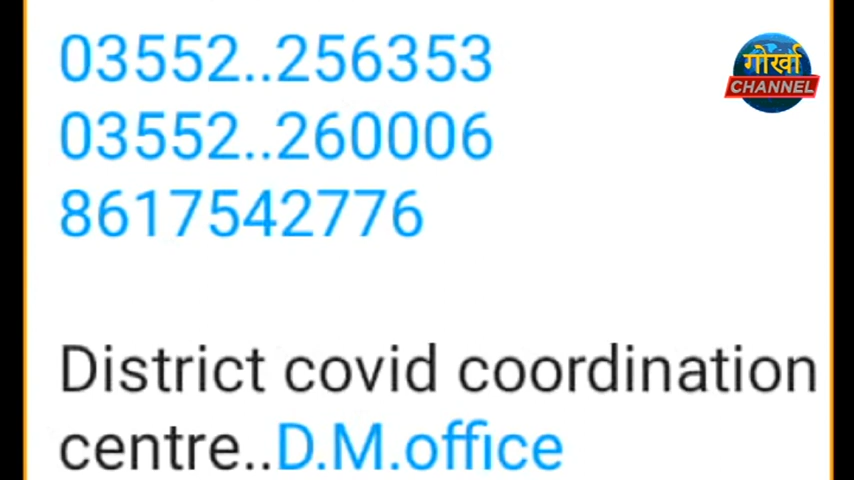 03552..256353
03552..260006
8617542776
District covid coordination
centre..D.M.office
गोर्खा
CHANNEL